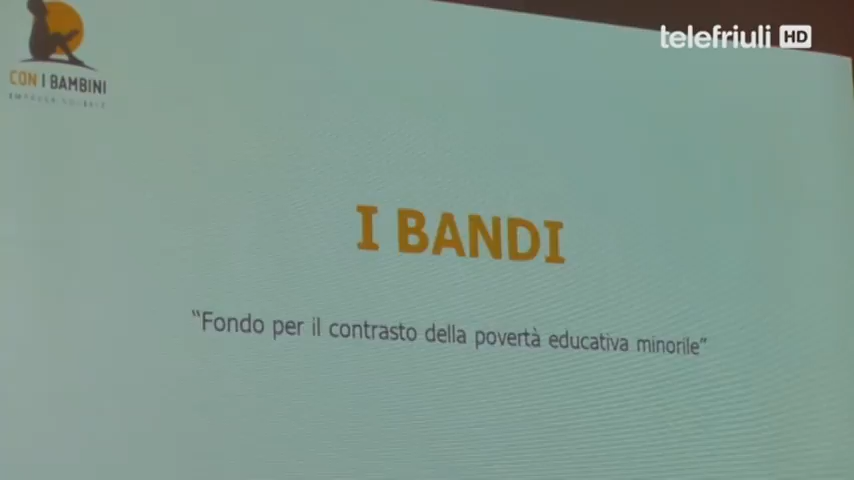 telefriuli HD
CON I BAMBINI
I BANDI
“Fondo per il contrasto della povertà educativa minorile”